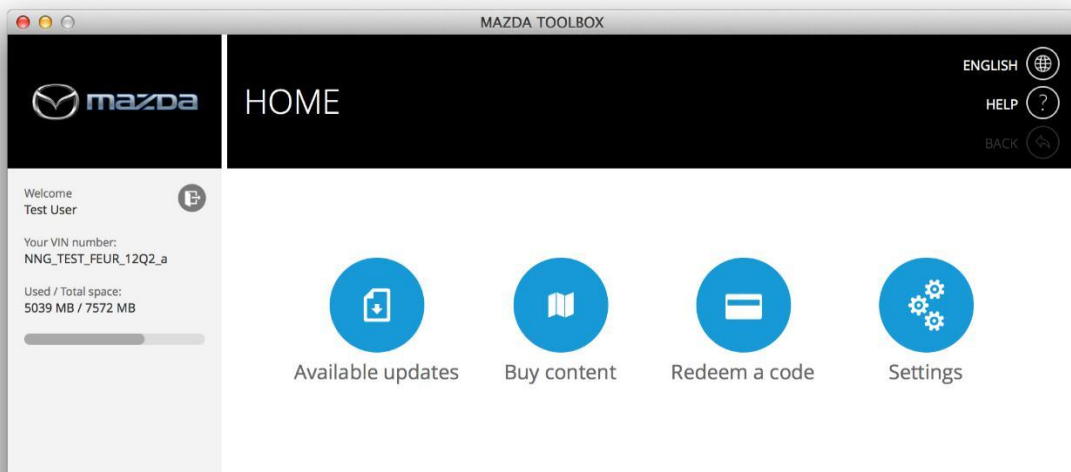 MAZDA TOOLBOX
mazda
HOME
ENGLISH
HELP
?
BACK
Welcome
Test User
Your VIN number:
NNG_TEST_FEUR_12Q2_a
Used / Total space:
5039 MB / 7572 MB
Available updates
Buy content
Redeem a code
Settings